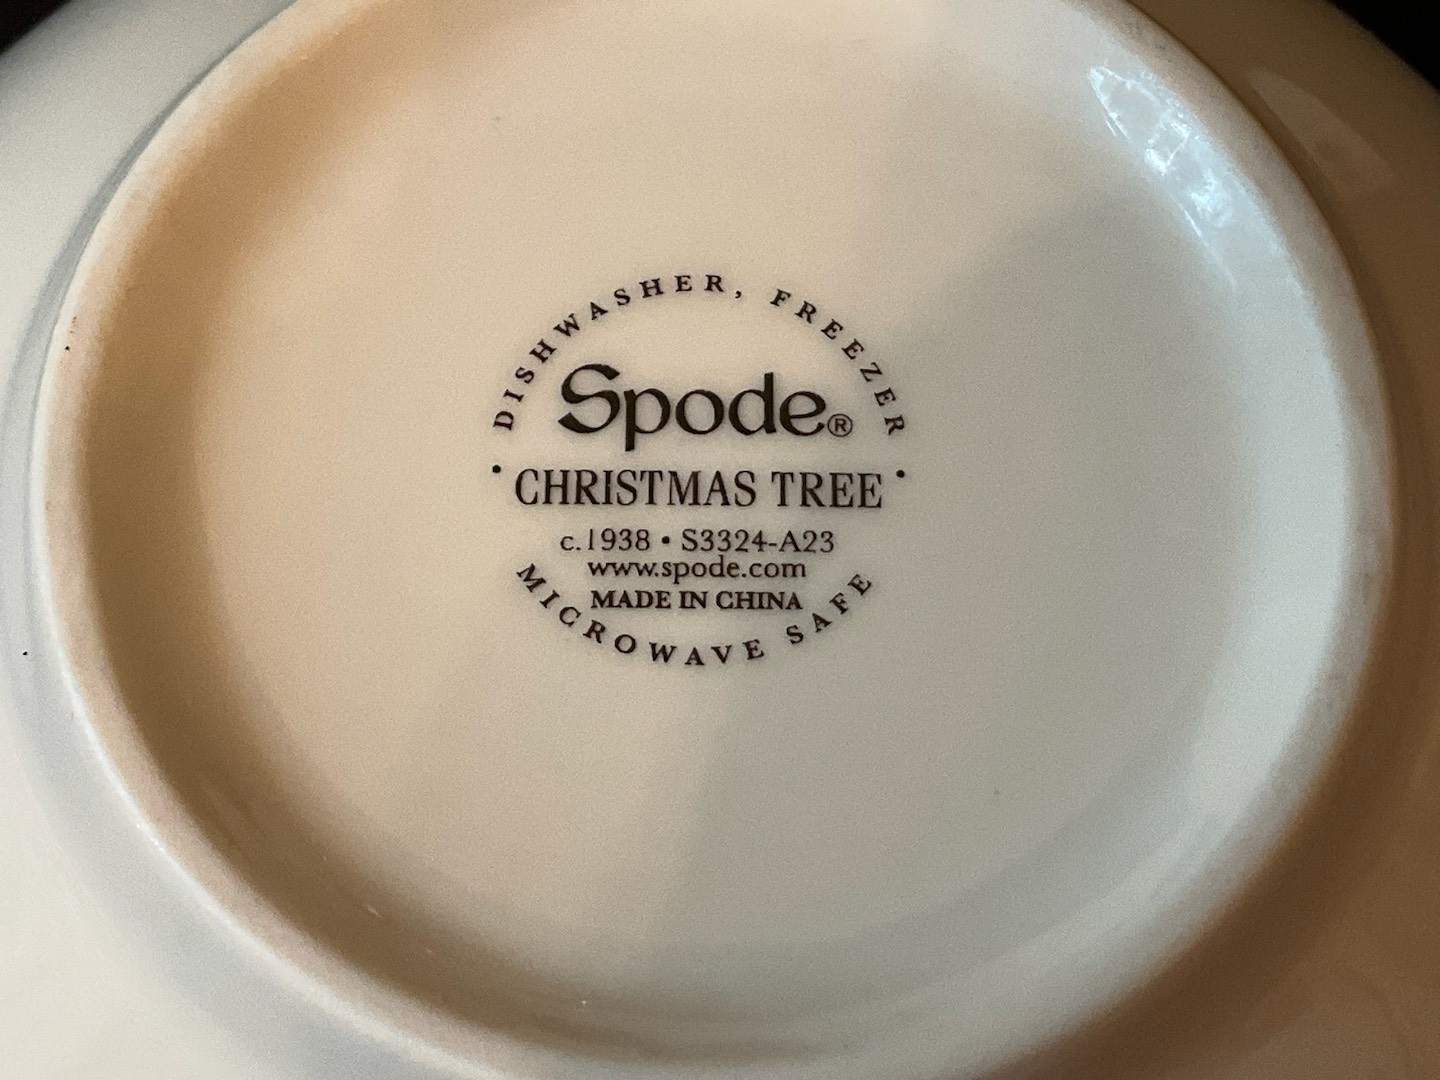 DISHWASHER, FREEZER
Spode®
• CHRISTMAS TREE •
c.1938 • S3324-A23
www.spode.com
MADE IN CHINA
MICROWAVE SAFE